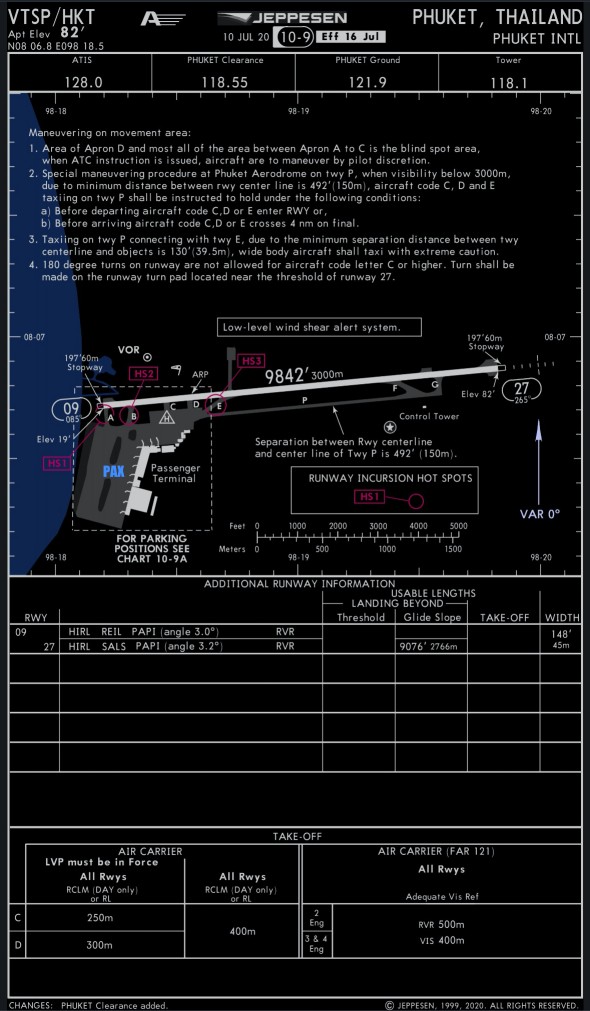 VTSP/HKT
Apt Elev 82'
N08 06.8 E098 18.5
JEPPESEN
10 JUL 20 10-9 Eff 16 Jul
PHUKET, THAILAND
PHUKET INTL
ATIS PHUKET Clearance PHUKET Ground Tower
128.0 118.55 121.9 118.1
98-18 98-19 98-20
Maneuvering on movement area:
1. Area of Apron D and most all of the area between Apron A to C is the blind spot area,
when ATC instruction is issued, aircraft are to maneuver by pilot discretion.
2. Special maneuvering procedure at Phuket Aerodrome on twy P, when visibility below 3000m,
due to minimum distance between rwy center line is 492'(150m), aircraft code C, D and E
taxiing on twy P shall be instructed to hold under the following conditions:
a) Before departing aircraft code C,D or E enter RWY or,
b) Before arriving aircraft code C,D or E crosses 4 nm on final.
3. Taxiing on twy P connecting with twy E, due to the minimum separation distance between twy
centerline and objects is 130'(39.5m), wide body aircraft shall taxi with extreme caution.
4. 180 degree turns on runway are not allowed for aircraft code letter C or higher. Turn shall be
made on the runway turn pad located near the threshold of runway 27.
Low-level wind shear alert system.
08-07 08-07
197'60m
Stopway
VOR
HS2
ARP
HS3
9842' 3000m
197'60m
Stopway
09
085°
A B C D E P F G
H
27
265°
Elev 82'
Elev 19'
HS1
Control Tower
PAX
Passenger
Terminal
Separation between Rwy centerline
and center line of Twy P is 492' (150m).
RUNWAY INCURSION HOT SPOTS
HS1
VAR 0°
FOR PARKING
POSITIONS SEE
CHART 10-9A
Feet 0 1000 2000 3000 4000 5000
Meters 0 500 1000 1500
98-18 98-19 98-20
ADDITIONAL RUNWAY INFORMATION
USABLE LENGTHS
LANDING BEYOND
RWY Threshold Glide Slope TAKE-OFF WIDTH
09 HIRL REIL PAPI (angle 3.0°) RVR 148'
27 HIRL SALS PAPI (angle 3.2°) RVR 9076' 2766m 45m
TAKE-OFF
AIR CARRIER AIR CARRIER (FAR 121)
LVP must be in Force
All Rwys All Rwys All Rwys
RCLM (DAY only)
or RL
RCLM (DAY only)
or RL
Adequate Vis Ref
C 250m
D 300m
400m
2
Eng
3 & 4
Eng
RVR 500m
VIS 400m
CHANGES: PHUKET Clearance added.
© JEPPESEN, 1999, 2020. ALL RIGHTS RESERVED.